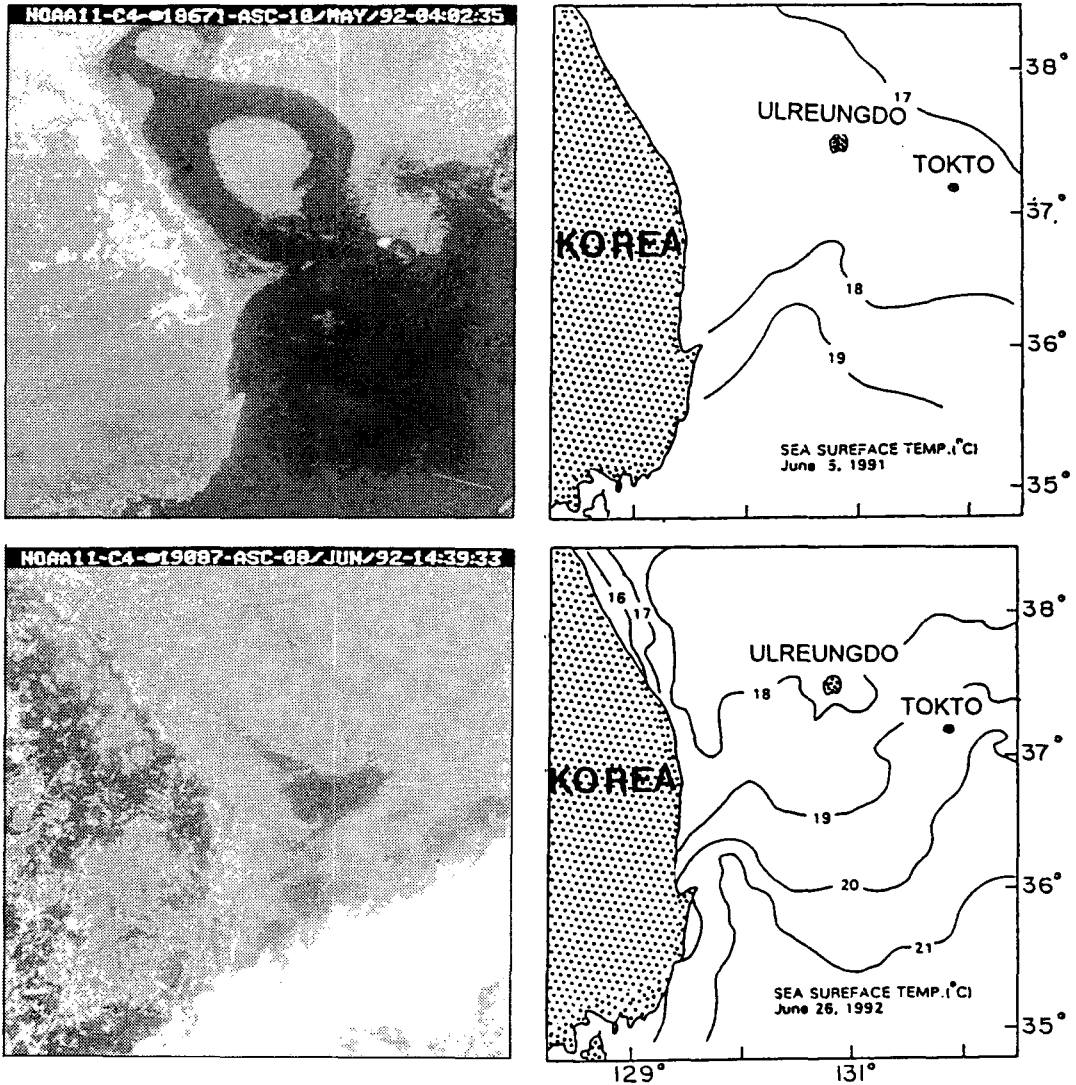 NOAA11-C4-#18671-ASC-10/MAY/92-04:02:35
38°
17
ULREUNGDO
TOKTO
37°
KOREA
18
36°
19
SEA SUREFACE TEMP.(°C)
June 5, 1991
35°
NOAA11-C4-#19087-ASC-08/JUN/92-14:39:33
16
17
38°
ULREUNGDO
18
TOKTO
37°
KOREA
19
20
36°
21
SEA SUREFACE TEMP.(°C)
June 26, 1992
35°
129° 131°